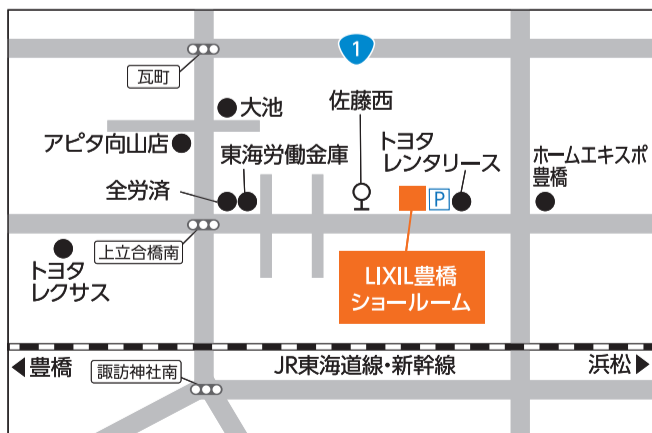 1
瓦町
大池
佐藤西
アピタ向山店
東海労働金庫
トヨタ
レンタリース
ホームエキスポ
豊橋
全労済
P
上立合橋南
トヨタ
レクサス
LIXIL豊橋
ショールーム
豊橋
諏訪神社南
JR東海道線・新幹線
浜松